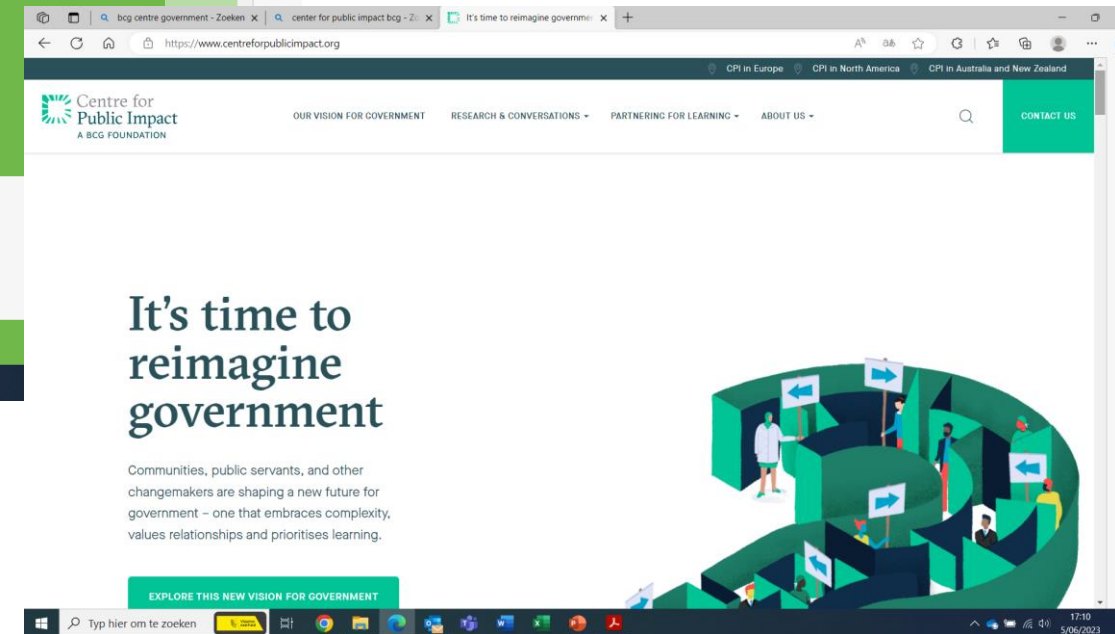 bcg centre government - Zoeken
center for public impact bcg - Zo
It's time to reimagine governmen
https://www.centreforpublicimpact.org
CPI in Europe CPI in North America CPI in Australia and New Zealand
Centre for
Public Impact
A BCG FOUNDATION
OUR VISION FOR GOVERNMENT RESEARCH & CONVERSATIONS PARTNERING FOR LEARNING ABOUT US
CONTACT US
It's time to
reimagine
government
Communities, public servants, and other
changemakers are shaping a new future for
government – one that embraces complexity,
values relationships and prioritises learning.
EXPLORE THIS NEW VISION FOR GOVERNMENT
Typ hier om te zoeken
17:10
5/06/2023